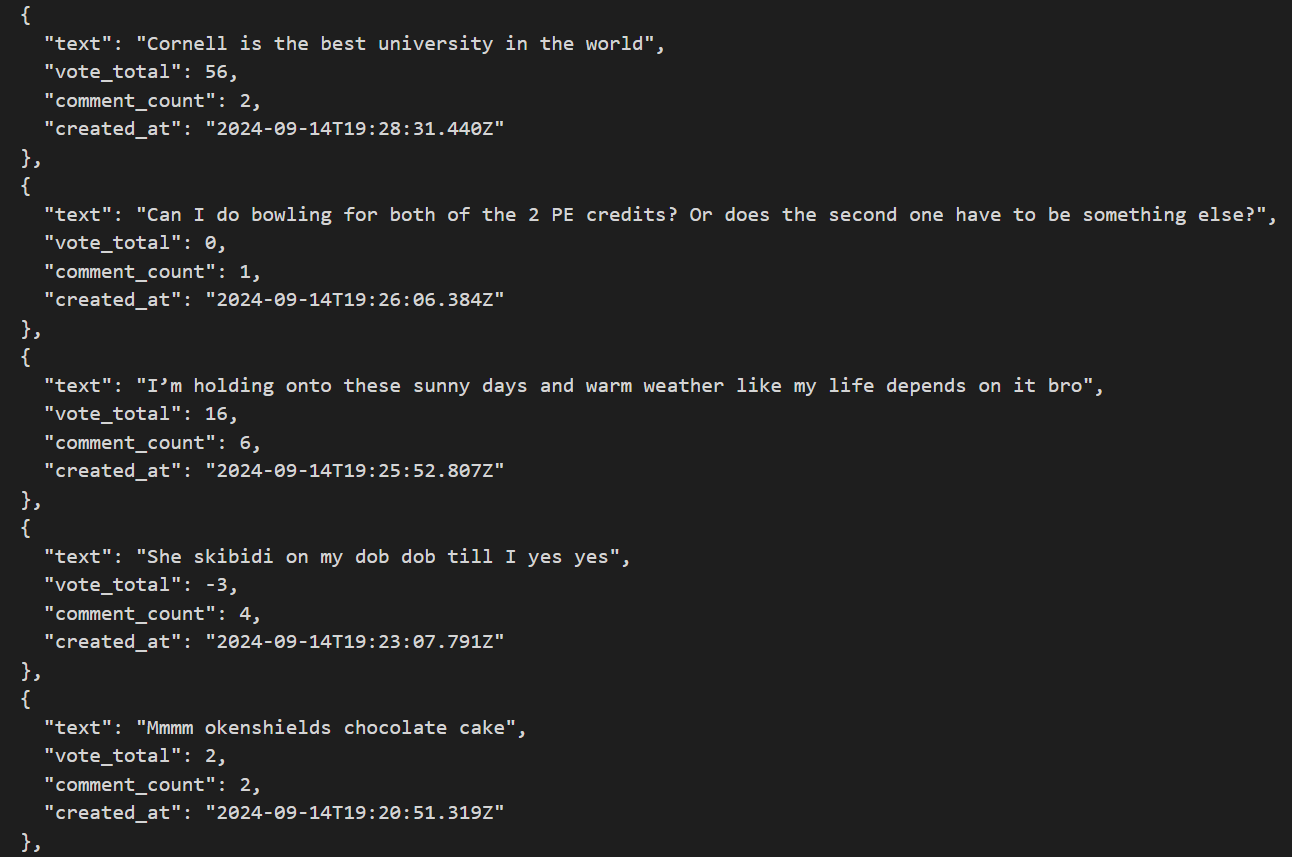 {
"text": "Cornell is the best university in the world",
"vote_total": 56,
"comment_count": 2,
"created_at": "2024-09-14T19:28:31.440Z"
},
{
"text": "Can I do bowling for both of the 2 PE credits? Or does the second one have to be something else?",
"vote_total": 0,
"comment_count": 1,
"created_at": "2024-09-14T19:26:06.384Z"
},
{
"text": "I’m holding onto these sunny days and warm weather like my life depends on it bro",
"vote_total": 16,
"comment_count": 6,
"created_at": "2024-09-14T19:25:52.807Z"
},
{
"text": "She skibidi on my dob dob till I yes yes",
"vote_total": -3,
"comment_count": 4,
"created_at": "2024-09-14T19:23:07.791Z"
},
{
"text": "Mmmm okenshields chocolate cake",
"vote_total": 2,
"comment_count": 2,
"created_at": "2024-09-14T19:20:51.319Z"
},